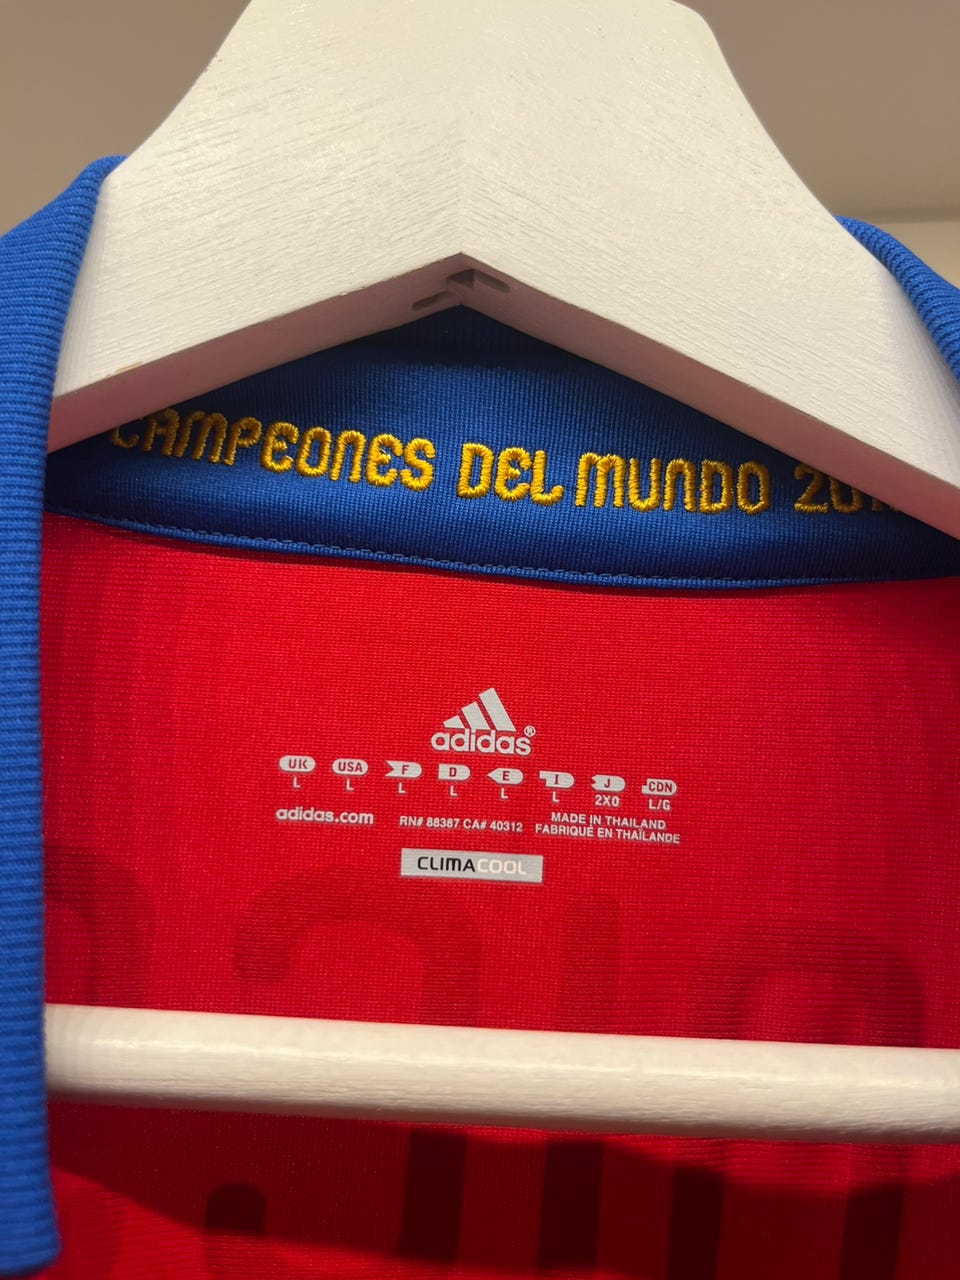 CAMPEONES DEL MUNDO
adidas®
UK USA F D E I J CDN
L L L L L L 2XO L/G
adidas.com RN# 88387 CA# 40312 MADE IN THAILAND
FABRIQUÉ EN THAÏLANDE
CLIMACOOL